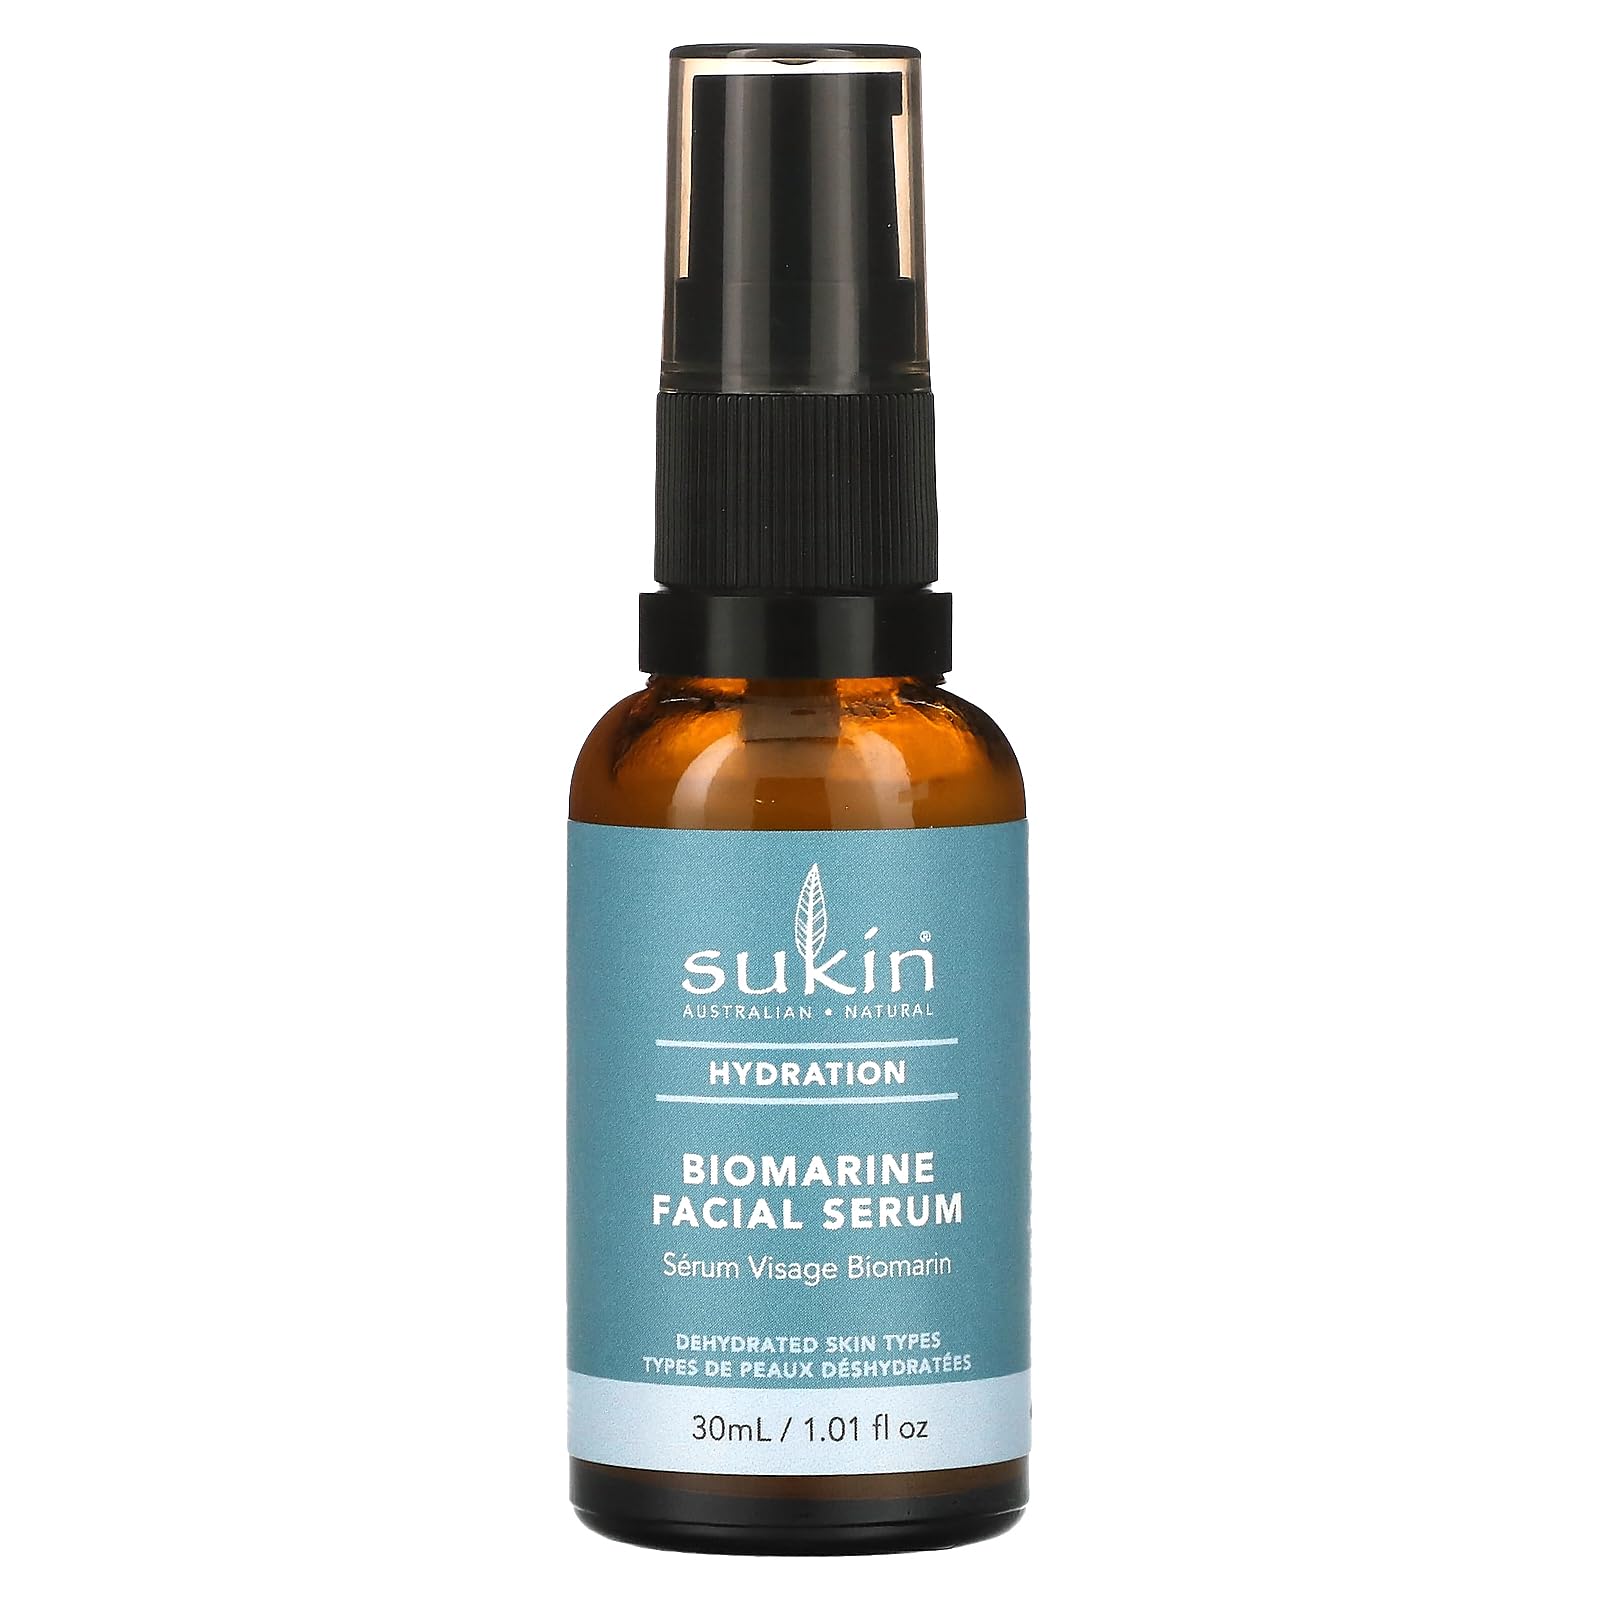 sukin®
AUSTRALIAN • NATURAL
HYDRATION
BIOMARINE
FACIAL SERUM
Sérum Visage Biomarin
DEHYDRATED SKIN TYPES
TYPES DE PEAUX DÉSHYDRATÉES
30mL / 1.01 fl oz